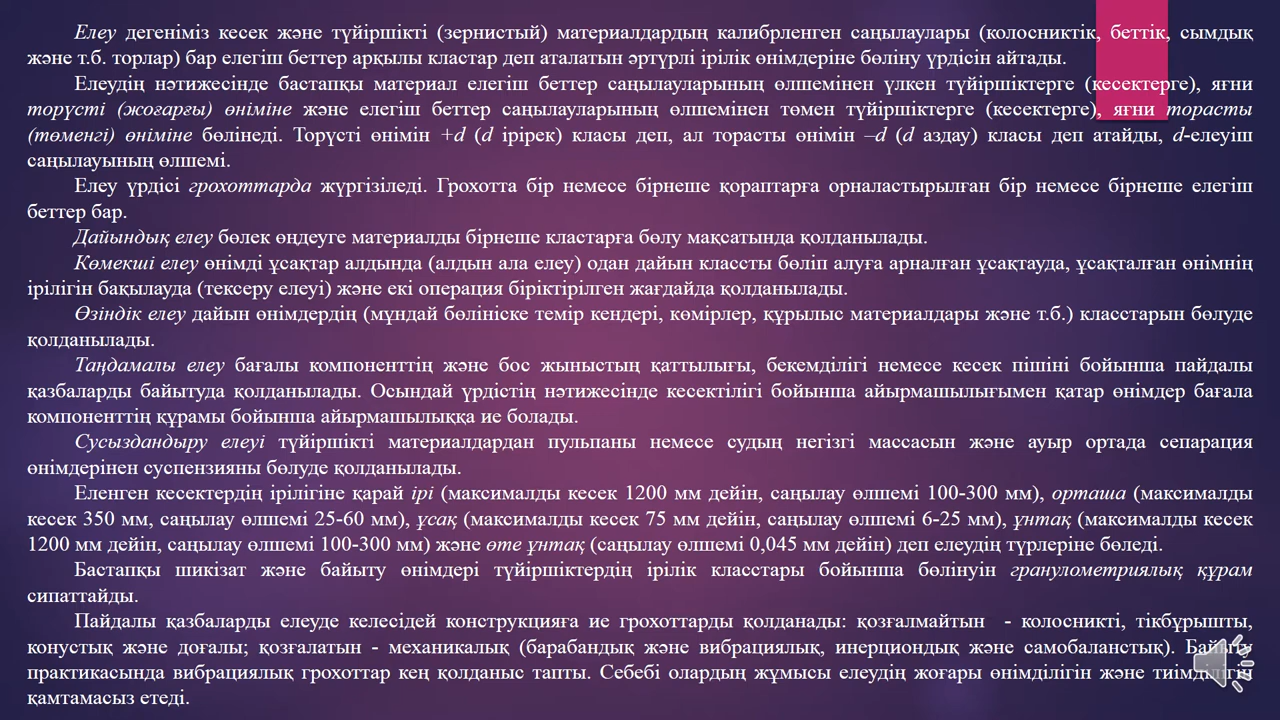 Елеу дегеніміз кесек және түйіршікті (зернистый) материалдардың калибрленген саңылаулары (колосниктік, беттік, сымдық
және т.б. торлар) бар елегіш беттер арқылы кластар деп аталатын әртүрлі ірілік өнімдеріне бөліну үрдісін айтады.
Елеудің нәтижесінде бастапқы материал елегіш беттер саңылауларының өлшемінен үлкен түйіршіктерге (кесектерге), яғни
торүсті (жоғарғы) өніміне және елегіш беттер саңылауларының өлшемінен төмен түйіршіктерге (кесектерге), яғни торасты
(төменгі) өніміне бөлінеді. Торүсті өнімін +d (d ірірек) класы деп, ал торасты өнімін –d (d аздау) класы деп атайды, d-елеуіш
саңылауының өлшемі.
Елеу үрдісі грохоттарда жүргізіледі. Грохотта бір немесе бірнеше қораптарға орналастырылған бір немесе бірнеше елегіш
беттер бар.
Дайындық елеу бөлек өңдеуге материалды бірнеше кластарға бөлу мақсатында қолданылады.
Көмекші елеу өнімді ұсақтар алдында (алдын ала елеу) одан дайын классты бөліп алуға арналған ұсақтауда, ұсақталған өнімнің
ірілігін бақылауда (тексеру елеуі) және екі операция біріктірілген жағдайда қолданылады.
Өзіндік елеу дайын өнімдердің (мұндай бөлініске темір кендері, көмірлер, құрылыс материалдары және т.б.) класстарын бөлуде
қолданылады.
Таңдамалы елеу бағалы компоненттің және бос жыныстың қаттылығы, бекемділігі немесе кесек пішіні бойынша пайдалы
қазбаларды байытуда қолданылады. Осындай үрдістің нәтижесінде кесектілігі бойынша айырмашылығымен қатар өнімдер бағала
компоненттің құрамы бойынша айырмашылыққа ие болады.
Сусыздандыру елеуі түйіршікті материалдардан пульпаны немесе судың негізгі массасын және ауыр ортада сепарация
өнімдерінен суспензияны бөлуде қолданылады.
Еленген кесектердің ірілігіне қарай ірі (максималды кесек 1200 мм дейін, саңылау өлшемі 100-300 мм), орташа (максималды
кесек 350 мм, саңылау өлшемі 25-60 мм), ұсақ (максималды кесек 75 мм дейін, саңылау өлшемі 6-25 мм), ұнтақ (максималды кесек
1200 мм дейін, саңылау өлшемі 100-300 мм) және өте ұнтақ (саңылау өлшемі 0,045 мм дейін) деп елеудің түрлеріне бөледі.
Бастапқы шикізат және байыту өнімдері түйіршіктердің ірілік класстары бойынша бөлінуін гранулометриялық құрам
сипаттайды.
Пайдалы қазбаларды елеуде келесідей конструкцияға ие грохоттарды қолданады: қозғалмайтын - колосникті, тікбұрышты,
конустық және доғалы; қозғалатын - механикалық (барабандық және вибрациялық, инерциондық және самобаланстық). Байыту
практикасында вибрациялық грохоттар кең қолданыс тапты. Себебі олардың жұмысы елеудің жоғары өнімділігін және тиімділігін
қамтамасыз етеді.